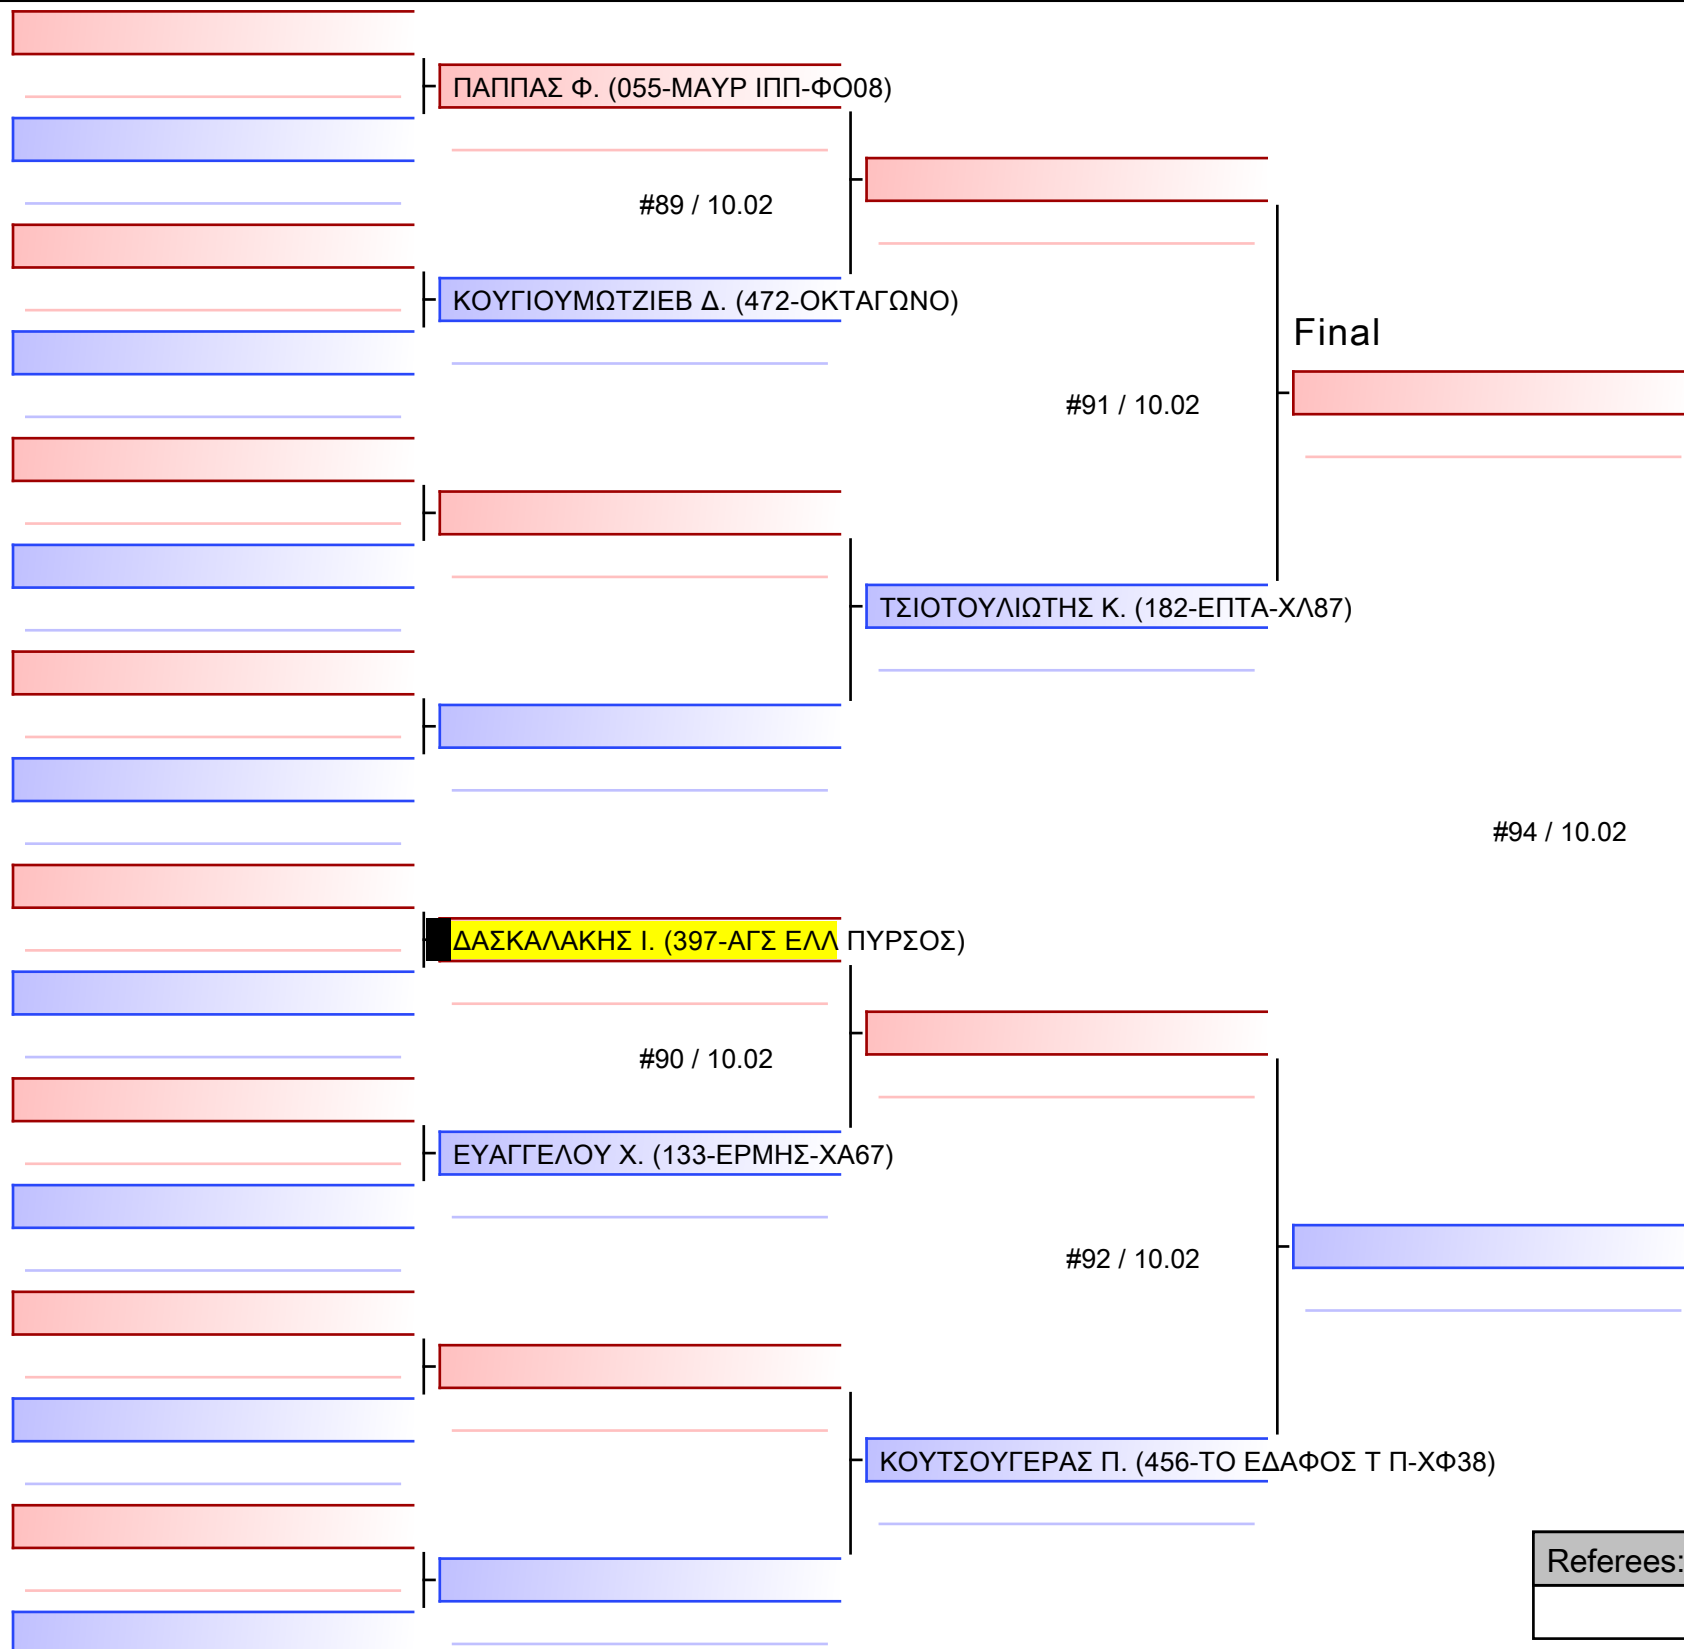 ΠΑΠΠΑΣ Φ. (055-ΜΑΥΡ ΙΠΠ-ΦΟ08)
#89 / 10.02
ΚΟΥΓΙΟΥΜΩΤΖΙΕΒ Δ. (472-ΟΚΤΑΓΩΝΟ)
Final
#91 / 10.02
ΤΣΙΟΤΟΥΛΙΩΤΗΣ Κ. (182-ΕΠΤΑ-ΧΛ87)
#94 / 10.02
ΔΑΣΚΑΛΑΚΗΣ Ι. (397-ΑΓΣ ΕΛΛ ΠΥΡΣΟΣ)
#90 / 10.02
ΕΥΑΓΓΕΛΟΥ Χ. (133-ΕΡΜΗΣ-ΧΑ67)
#92 / 10.02
ΚΟΥΤΣΟΥΓΕΡΑΣ Π. (456-ΤΟ ΕΔΑΦΟΣ Τ Π-ΧΦ38)
Referees: